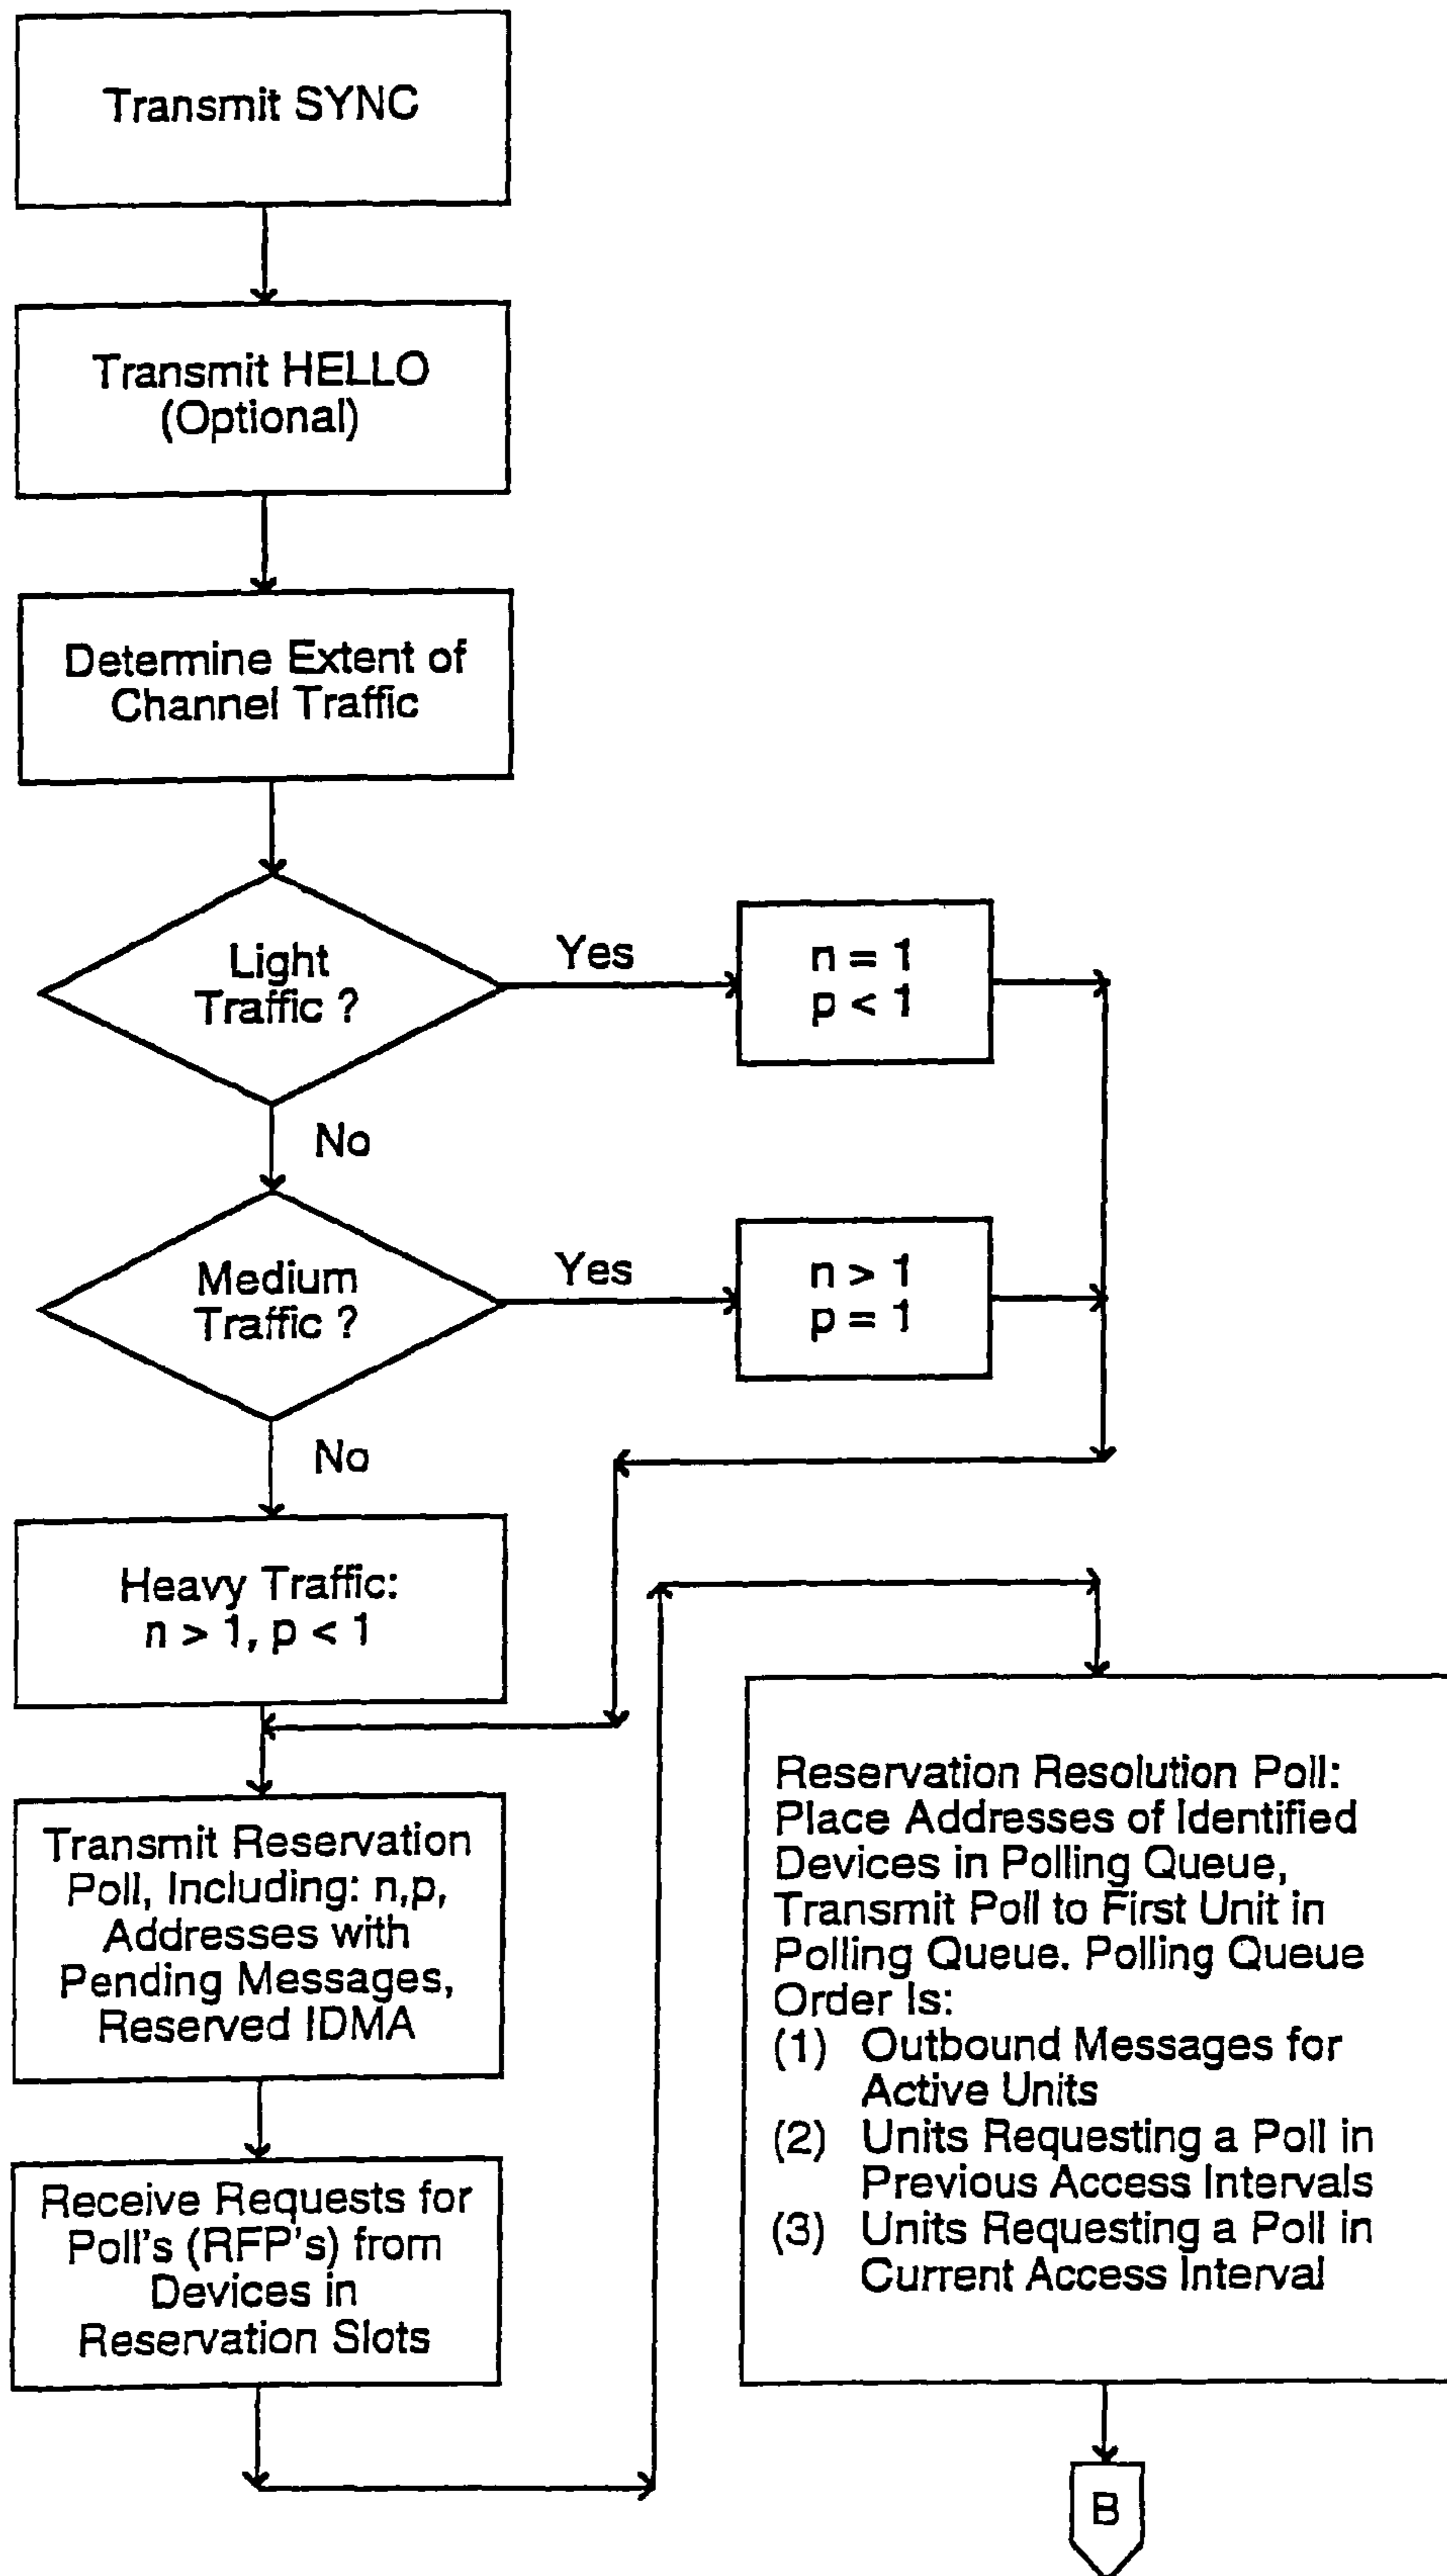 Transmit SYNC
Transmit HELLO
(Optional)
Determine Extent of
Channel Traffic
Light
Traffic ?
Yes
n = 1
p < 1
No
Medium
Traffic ?
Yes
n > 1
p = 1
No
Heavy Traffic:
n > 1, p < 1
Transmit Reservation
Poll, Including: n,p,
Addresses with
Pending Messages,
Reserved IDMA
Receive Requests for
Poll's (RFP's) from
Devices in
Reservation Slots
Reservation Resolution Poll:
Place Addresses of Identified
Devices in Polling Queue,
Transmit Poll to First Unit in
Polling Queue. Polling Queue
Order Is:
(1) Outbound Messages for
Active Units
(2) Units Requesting a Poll in
Previous Access Intervals
(3) Units Requesting a Poll in
Current Access Interval
B